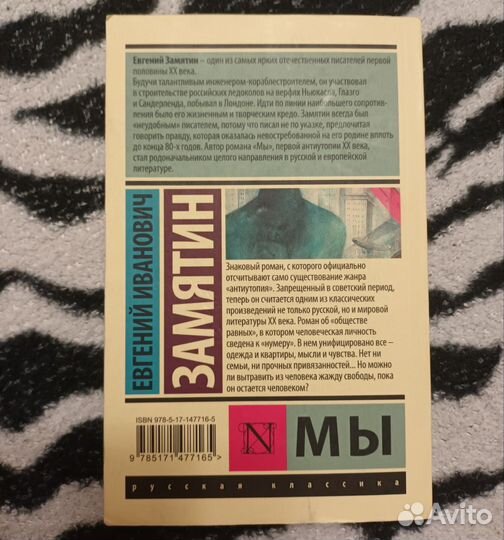 Евгений Замятин – один из самых ярких отечественных писателей первой
половины XX века.
Будучи талантливым инженером-кораблестроителем, он участвовал
в строительстве российских ледоколов на верфях Ньюкасла, Глазго
и Сандерленда, побывал в Лондоне. Идти по линии наибольшего сопротив-
ления было его жизненным и творческим кредо. Замятин всегда был
«неудобным» писателем, потому что писал не по указке, предпочитая
говорить правду, которая оказалась невостребованной на его родине вплоть
до конца 80-х годов. Автор романа «Мы», первой антиутопии XX века,
стал родоначальником целого направления в русской и европейской
литературе.
ЕВГЕНИЙ ИВАНОВИЧ
ЗАМЯТИН
Знаковый роман, с которого официально
отсчитывают само существование жанра
«антиутопия». Запрещенный в советский период,
теперь он считается одним из классических
произведений не только русской, но и мировой
литературы XX века. Роман об «обществе
равных», в котором человеческая личность
сведена к «нумеру». В нем унифицировано все –
одежда и квартиры, мысли и чувства. Нет ни
семьи, ни прочных привязанностей... Но можно
ли вытравить из человека жажду свободы, пока
он остается человеком?
ISBN 978-5-17-147716-5
9 785171 477165 >
N
МЫ
русская классика
Avito